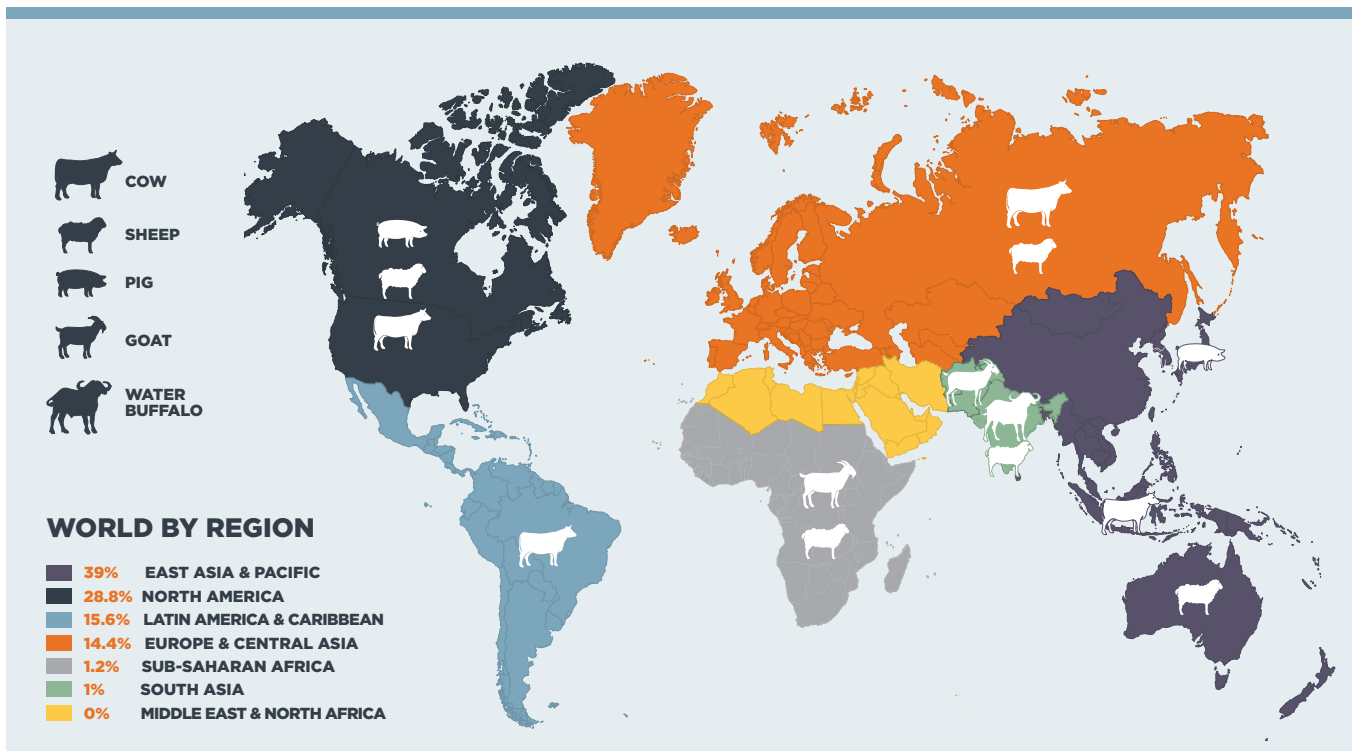 COW
SHEEP
PIG
GOAT
WATER
BUFFALO
WORLD BY REGION
39% EAST ASIA & PACIFIC
28.8% NORTH AMERICA
15.6% LATIN AMERICA & CARIBBEAN
14.4% EUROPE & CENTRAL ASIA
1.2% SUB-SAHARAN AFRICA
1% SOUTH ASIA
0% MIDDLE EAST & NORTH AFRICA